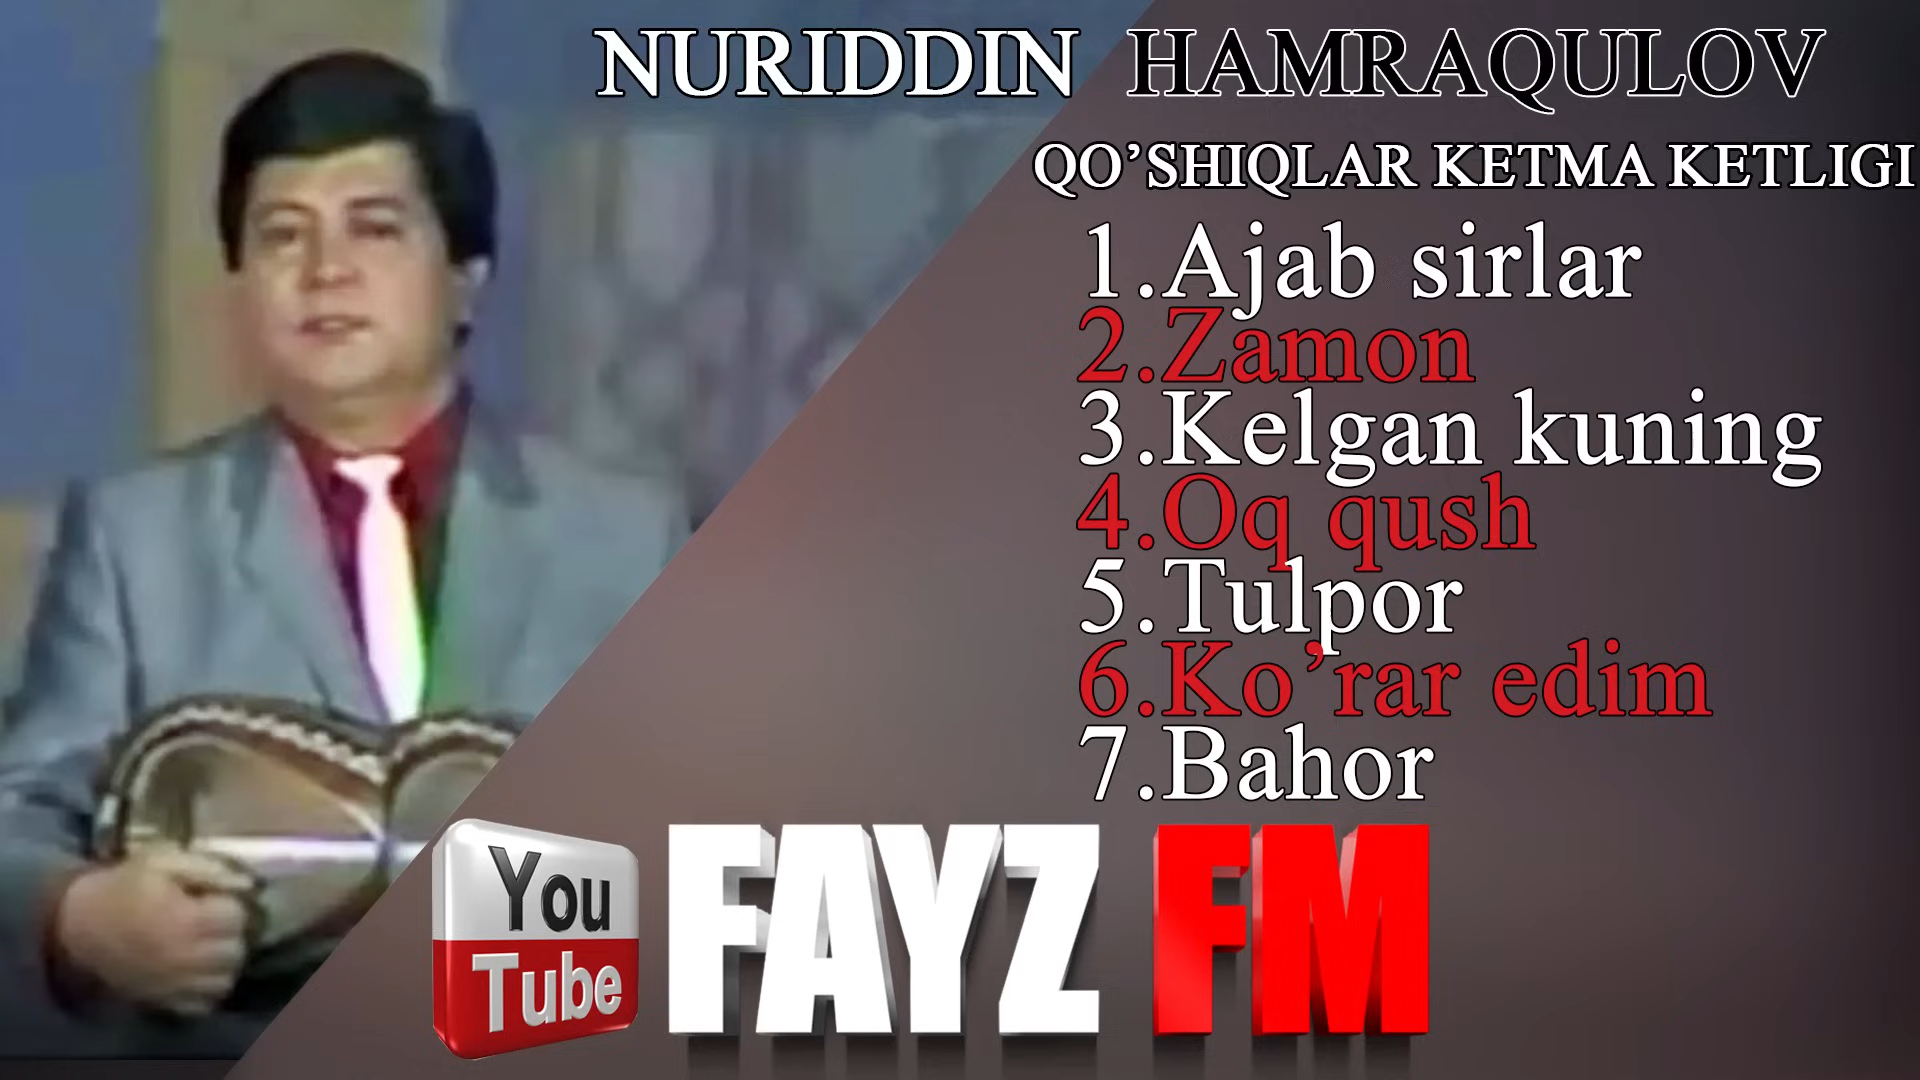 NURIDDIN HAMRAQULOV
QO’SHIQLAR KETMA KETLIGI
1.Ajab sirlar
2.Zamon
3.Kelgan kuning
4.Oq qush
5.Tulpor
6.Ko’rar edim
7.Bahor
You
Tube
FAYZ FM